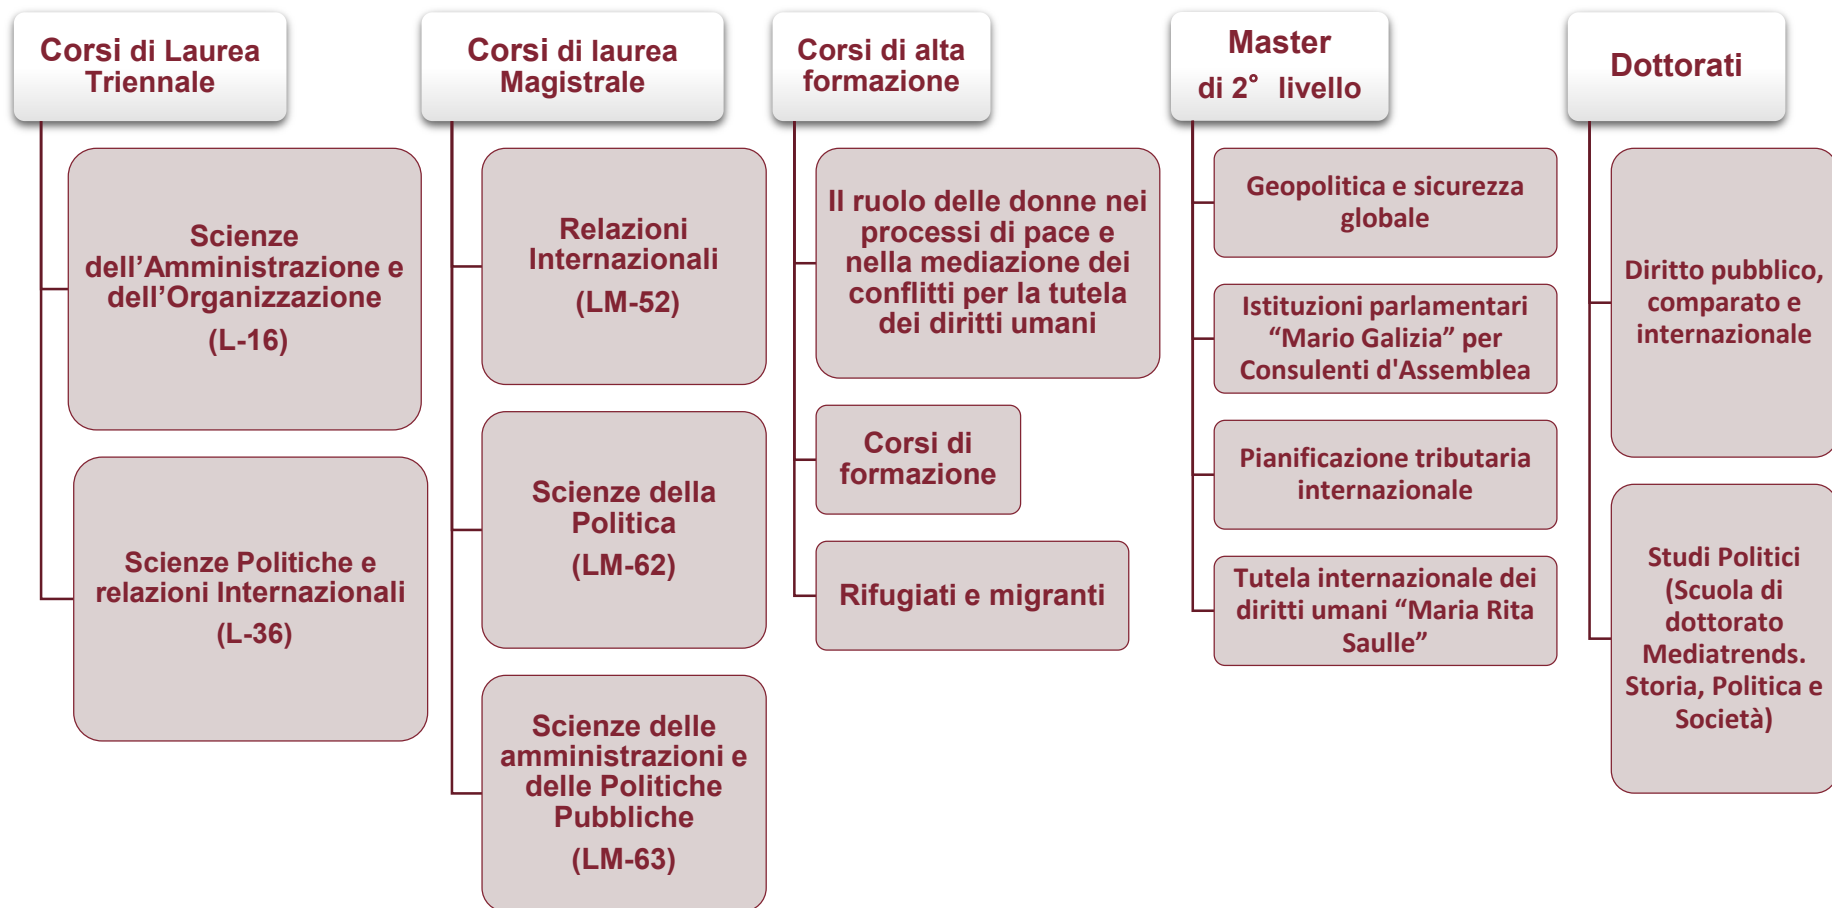 Corsi di Laurea
Triennale
Scienze
dell’Amministrazione e
dell’Organizzazione
(L-16)
Scienze Politiche e
relazioni Internazionali
(L-36)
Corsi di laurea
Magistrale
Relazioni
Internazionali
(LM-52)
Scienze della
Politica
(LM-62)
Scienze delle
amministrazioni e
delle Politiche
Pubbliche
(LM-63)
Corsi di alta
formazione
Il ruolo delle donne nei
processi di pace e
nella mediazione dei
conflitti per la tutela
dei diritti umani
Corsi di
formazione
Rifugiati e migranti
Master
di 2° livello
Geopolitica e sicurezza
globale
Istituzioni parlamentari
“Mario Galizia” per
Consulenti d'Assemblea
Pianificazione tributaria
internazionale
Tutela internazionale dei
diritti umani “Maria Rita
Saulle”
Dottorati
Diritto pubblico,
comparato e
internazionale
Studi Politici
(Scuola di
dottorato
Mediatrends.
Storia, Politica e
Società)